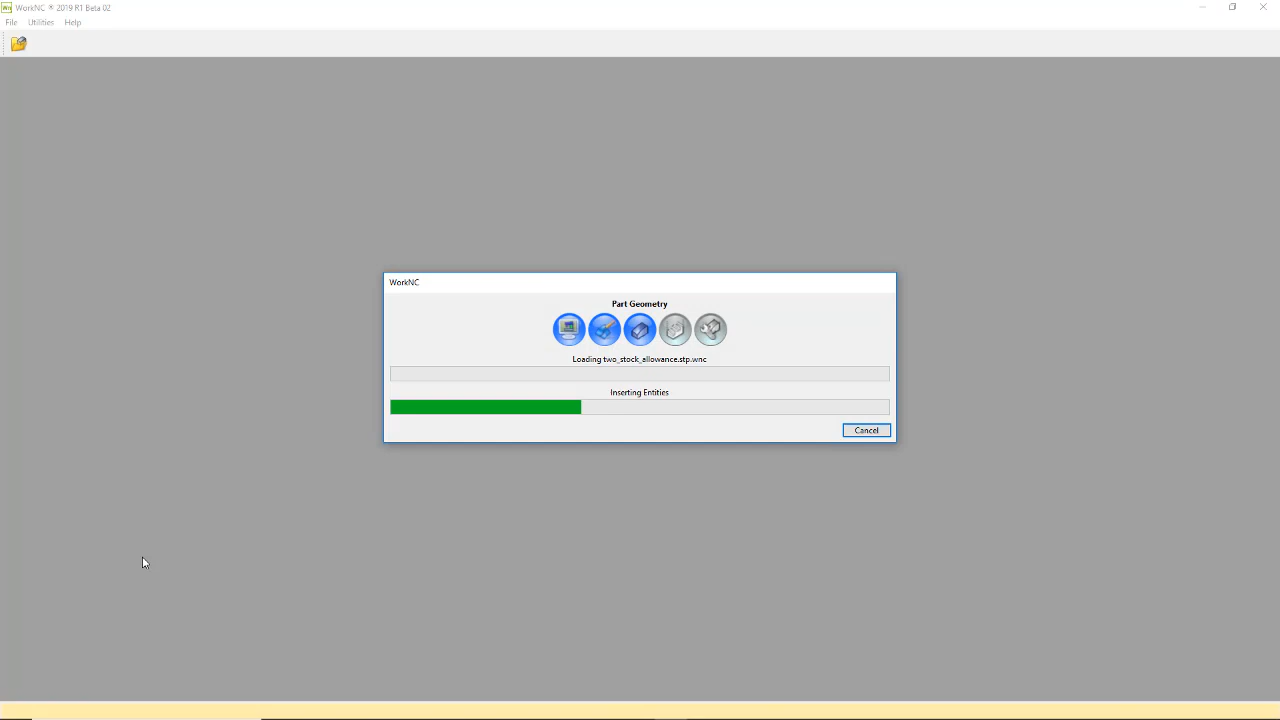 WorkNC ® 2019 R1 Beta 02
File Utilities Help
WorkNC
Part Geometry
Loading two_stock_allowance.stp.wnc
Inserting Entities
Cancel